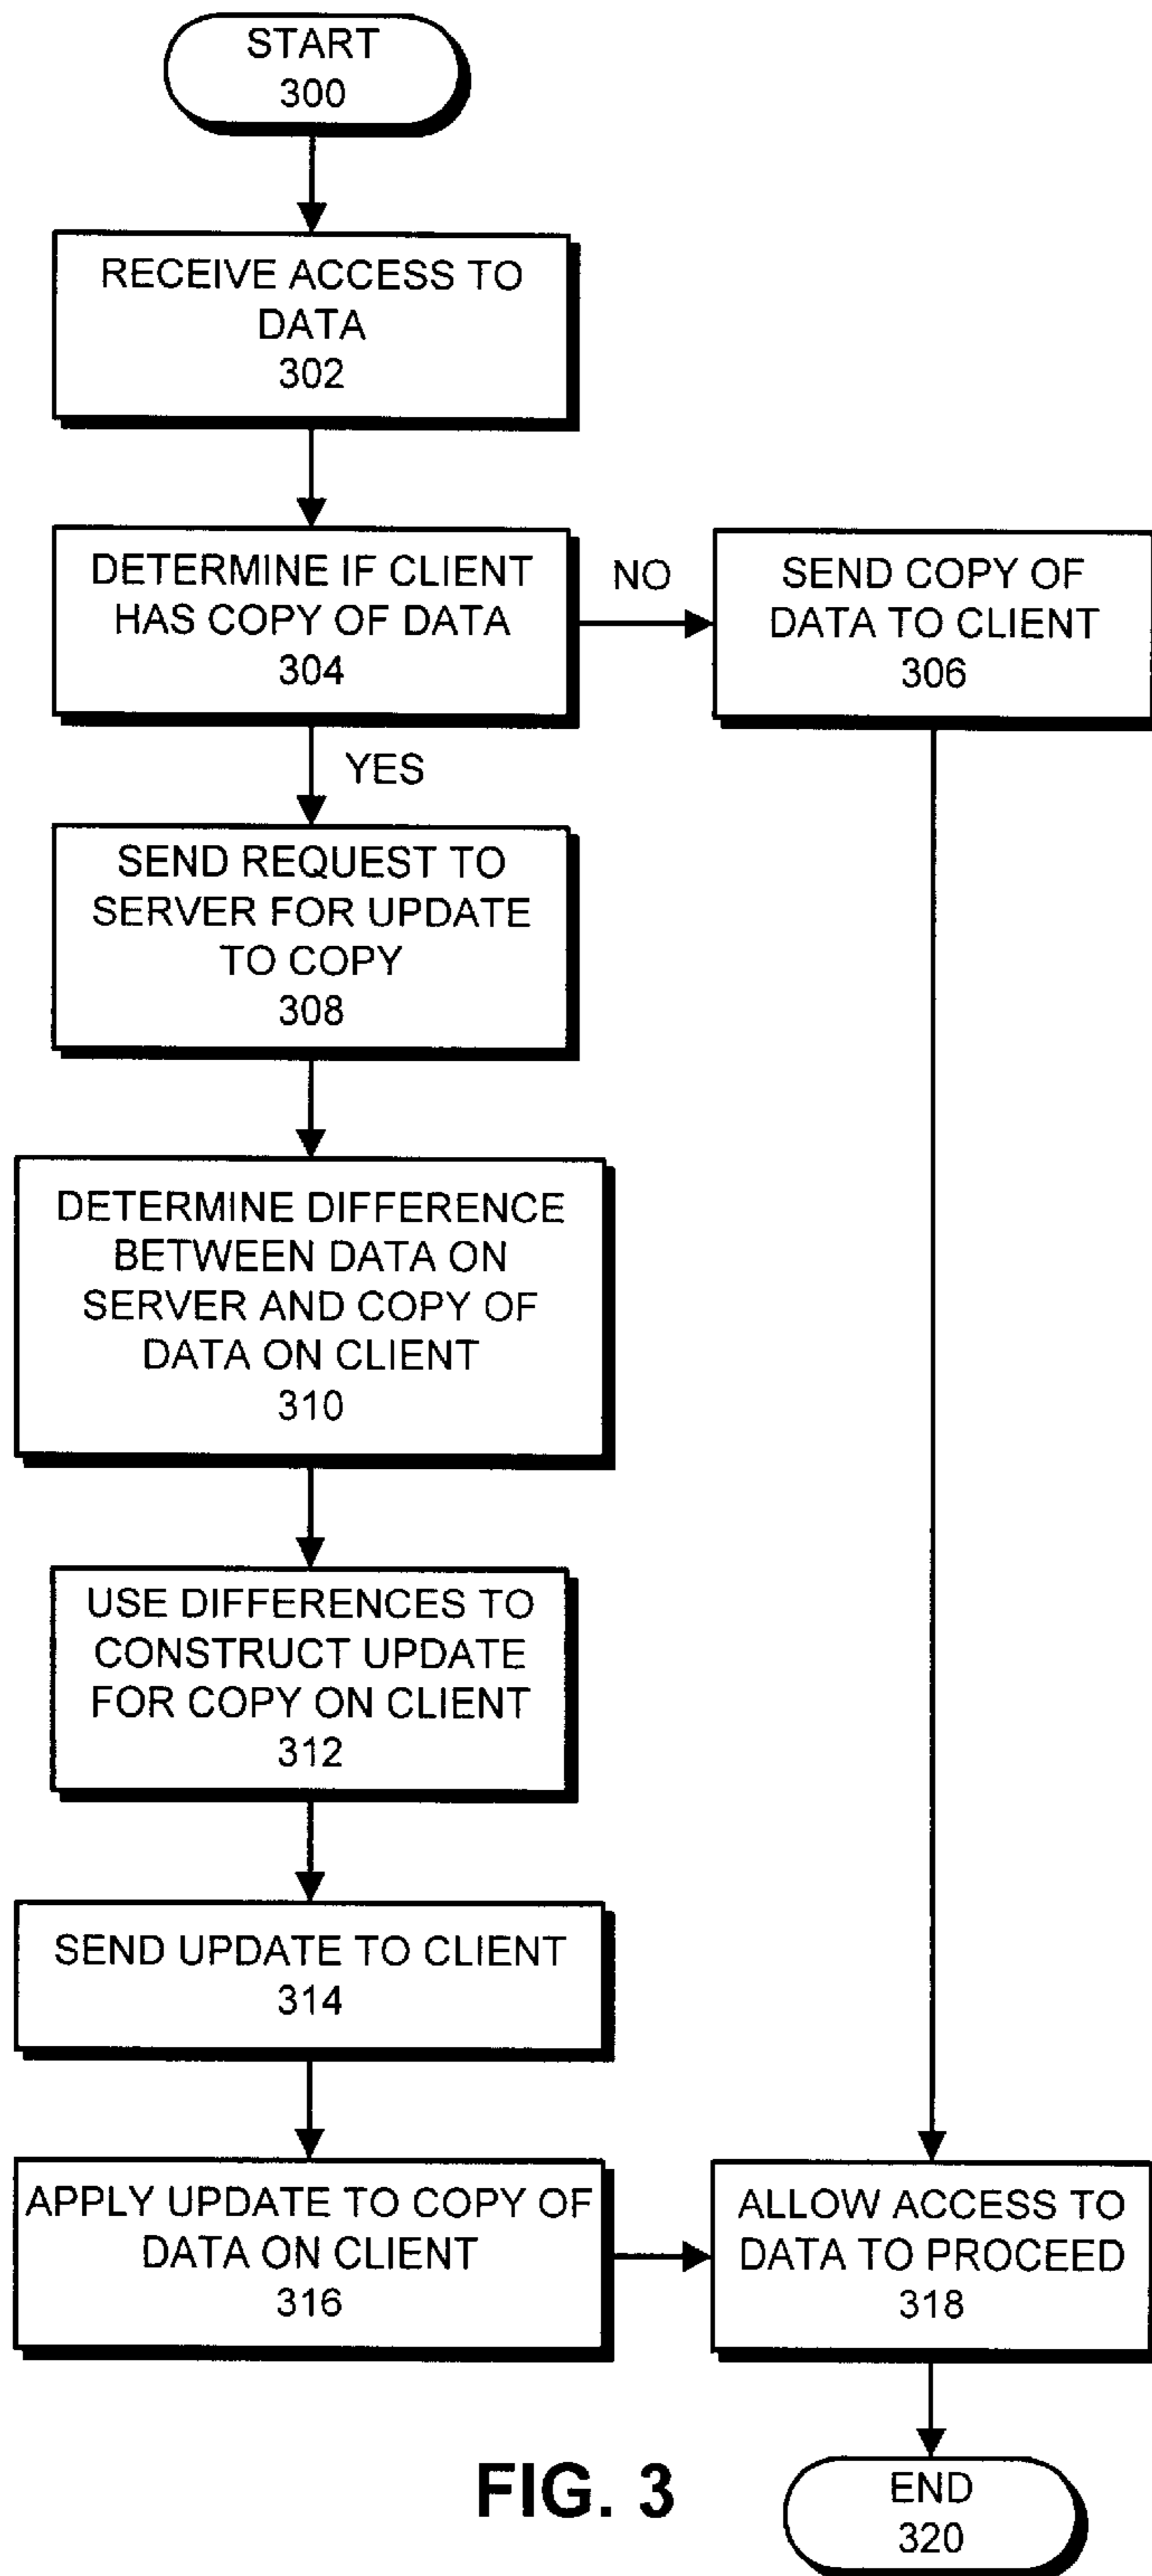 START
300
RECEIVE ACCESS TO
DATA
302
DETERMINE IF CLIENT
HAS COPY OF DATA
304
NO
SEND COPY OF
DATA TO CLIENT
306
YES
SEND REQUEST TO
SERVER FOR UPDATE
TO COPY
308
DETERMINE DIFFERENCE
BETWEEN DATA ON
SERVER AND COPY OF
DATA ON CLIENT
310
USE DIFFERENCES TO
CONSTRUCT UPDATE
FOR COPY ON CLIENT
312
SEND UPDATE TO CLIENT
314
APPLY UPDATE TO COPY OF
DATA ON CLIENT
316
ALLOW ACCESS TO
DATA TO PROCEED
318
END
320
FIG. 3